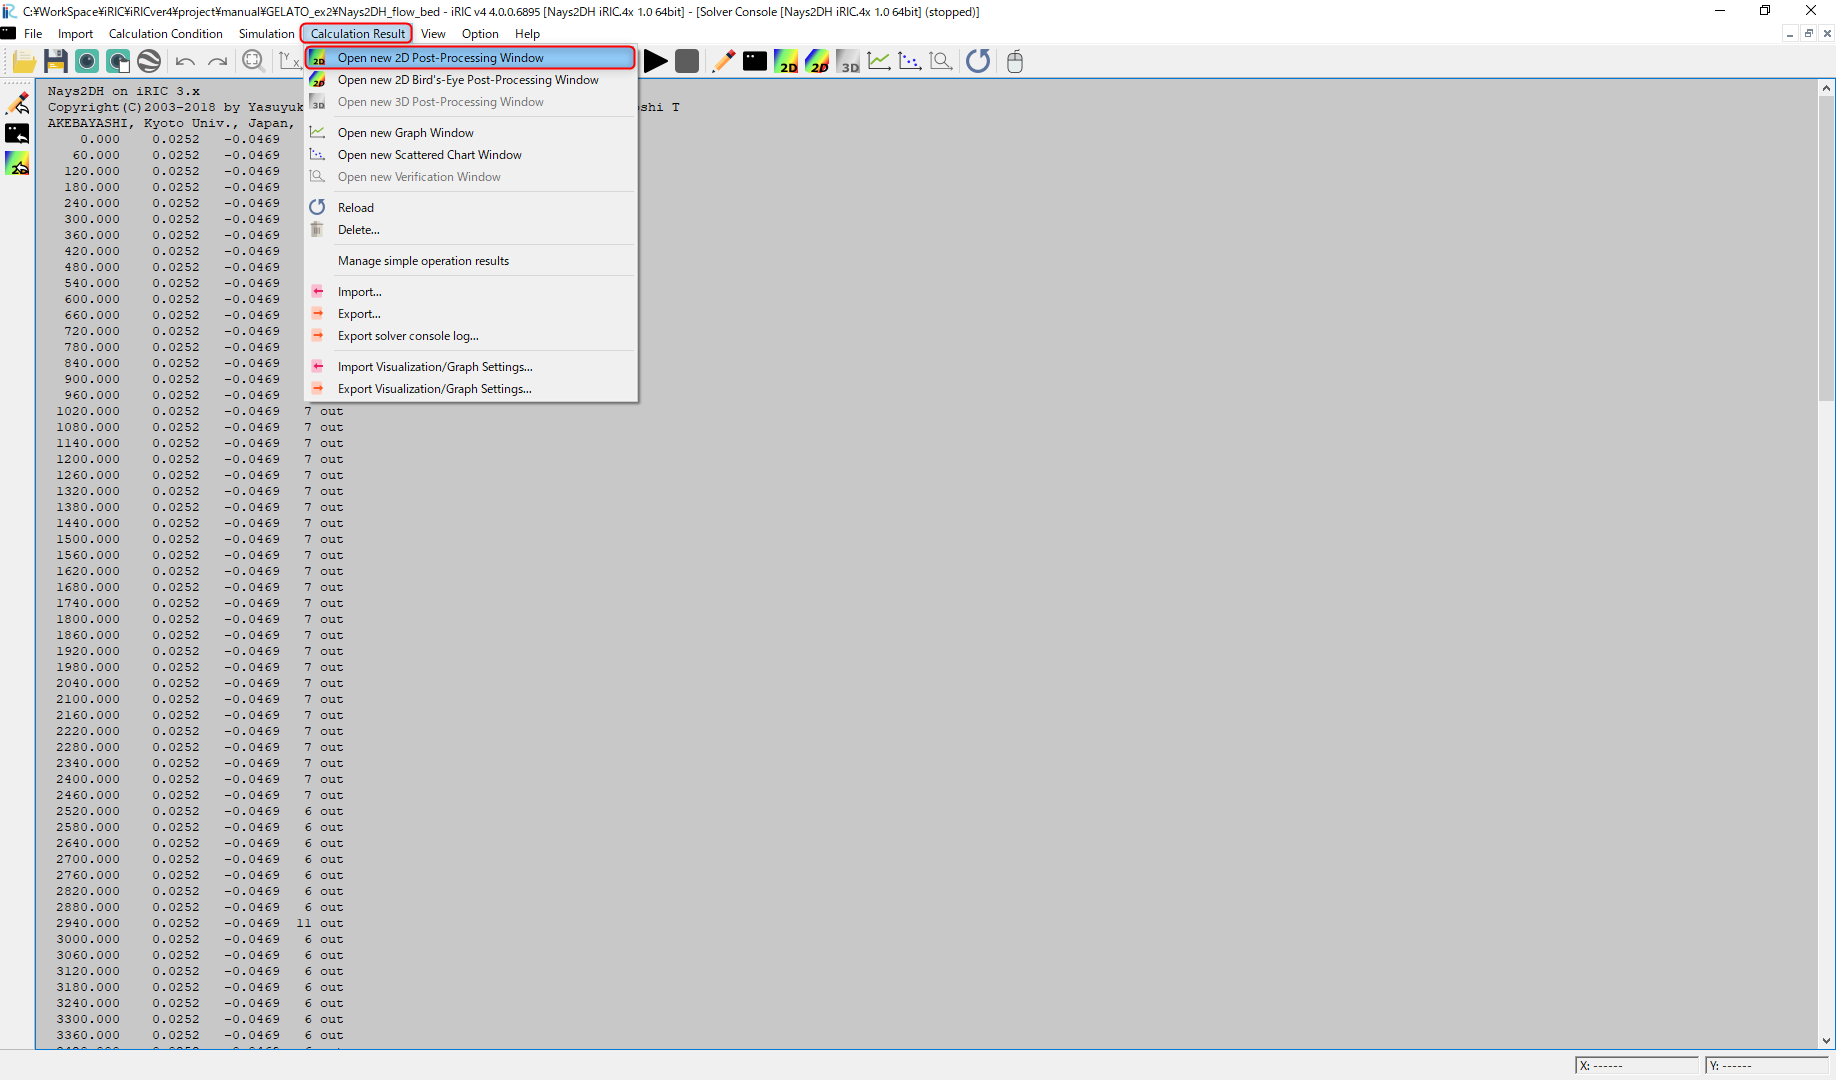 C:¥WorkSpace¥iRIC¥iRICver4¥project¥manual¥GELATO_ex2¥Nays2DH_flow_bed - iRIC v4 4.0.0.6895 [Nays2DH iRIC.4x 1.0 64bit] - [Solver Console [Nays2DH iRIC.4x 1.0 64bit] (stopped)]
File Import Calculation Condition Simulation Calculation Result View Option Help
Open new 2D Post-Processing Window
Open new 2D Bird's-Eye Post-Processing Window
Open new 3D Post-Processing Window
Open new Graph Window
Open new Scattered Chart Window
Open new Verification Window
Reload
Delete...
Manage simple operation results
Import...
Export...
Export solver console log...
Import Visualization/Graph Settings...
Export Visualization/Graph Settings...
Nays2DH on iRIC 3.x
Copyright(C)2003-2018 by Yasuyuk shi T
AKEBAYASHI, Kyoto Univ., Japan,
0.000 0.0252 -0.0469
60.000 0.0252 -0.0469
120.000 0.0252 -0.0469
180.000 0.0252 -0.0469
240.000 0.0252 -0.0469
300.000 0.0252 -0.0469
360.000 0.0252 -0.0469
420.000 0.0252 -0.0469
480.000 0.0252 -0.0469
540.000 0.0252 -0.0469
600.000 0.0252 -0.0469
660.000 0.0252 -0.0469
720.000 0.0252 -0.0469
780.000 0.0252 -0.0469
840.000 0.0252 -0.0469
900.000 0.0252 -0.0469
960.000 0.0252 -0.0469
1020.000 0.0252 -0.0469 7 out
1080.000 0.0252 -0.0469 7 out
1140.000 0.0252 -0.0469 7 out
1200.000 0.0252 -0.0469 7 out
1260.000 0.0252 -0.0469 7 out
1320.000 0.0252 -0.0469 7 out
1380.000 0.0252 -0.0469 7 out
1440.000 0.0252 -0.0469 7 out
1500.000 0.0252 -0.0469 7 out
1560.000 0.0252 -0.0469 7 out
1620.000 0.0252 -0.0469 7 out
1680.000 0.0252 -0.0469 7 out
1740.000 0.0252 -0.0469 7 out
1800.000 0.0252 -0.0469 7 out
1860.000 0.0252 -0.0469 7 out
1920.000 0.0252 -0.0469 7 out
1980.000 0.0252 -0.0469 7 out
2040.000 0.0252 -0.0469 7 out
2100.000 0.0252 -0.0469 7 out
2160.000 0.0252 -0.0469 7 out
2220.000 0.0252 -0.0469 7 out
2280.000 0.0252 -0.0469 7 out
2340.000 0.0252 -0.0469 7 out
2400.000 0.0252 -0.0469 7 out
2460.000 0.0252 -0.0469 7 out
2520.000 0.0252 -0.0469 6 out
2580.000 0.0252 -0.0469 6 out
2640.000 0.0252 -0.0469 6 out
2700.000 0.0252 -0.0469 6 out
2760.000 0.0252 -0.0469 6 out
2820.000 0.0252 -0.0469 6 out
2880.000 0.0252 -0.0469 6 out
2940.000 0.0252 -0.0469 11 out
3000.000 0.0252 -0.0469 6 out
3060.000 0.0252 -0.0469 6 out
3120.000 0.0252 -0.0469 6 out
3180.000 0.0252 -0.0469 6 out
3240.000 0.0252 -0.0469 6 out
3300.000 0.0252 -0.0469 6 out
3360.000 0.0252 -0.0469 6 out
X: ------ Y: ------